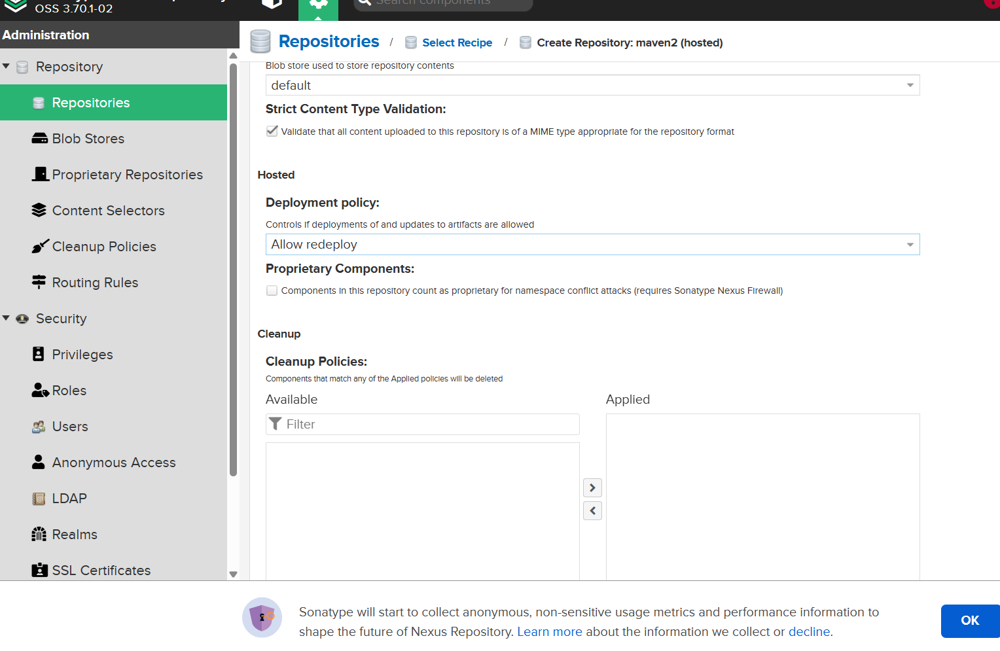 OSS 3.70.1-02
Search components
Administration
Repositories / Select Recipe / Create Repository: maven2 (hosted)
Repository
Repositories
Blob Stores
Proprietary Repositories
Content Selectors
Cleanup Policies
Routing Rules
Security
Privileges
Roles
Users
Anonymous Access
LDAP
Realms
SSL Certificates
Blob store used to store repository contents
default
Strict Content Type Validation:
Validate that all content uploaded to this repository is of a MIME type appropriate for the repository format
Hosted
Deployment policy:
Controls if deployments of and updates to artifacts are allowed
Allow redeploy
Proprietary Components:
Components in this repository count as proprietary for namespace conflict attacks (requires Sonatype Nexus Firewall)
Cleanup
Cleanup Policies:
Components that match any of the Applied policies will be deleted
Available
Applied
Filter
Sonatype will start to collect anonymous, non-sensitive usage metrics and performance information to
shape the future of Nexus Repository. Learn more about the information we collect or decline.
OK